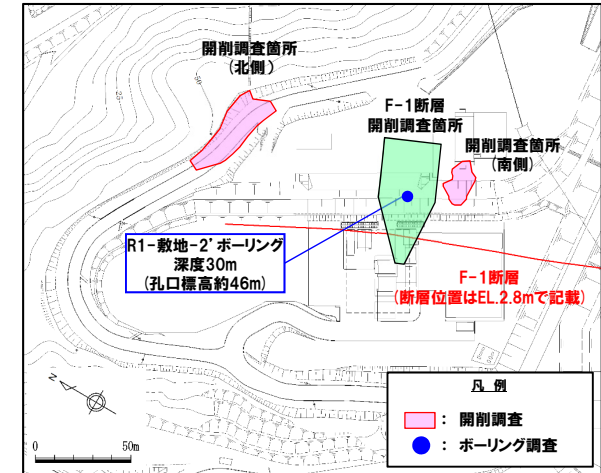 開削調査箇所
(北側)
F-1断層
開削調査箇所
開削調査箇所
(南側)
R1-敷地-2'ボーリング
深度30m
(孔口標高約46m)
F-1断層
(断層位置はEL.2.8mで記載)
N
0 50m
凡 例
: 開削調査
: ボーリング調査